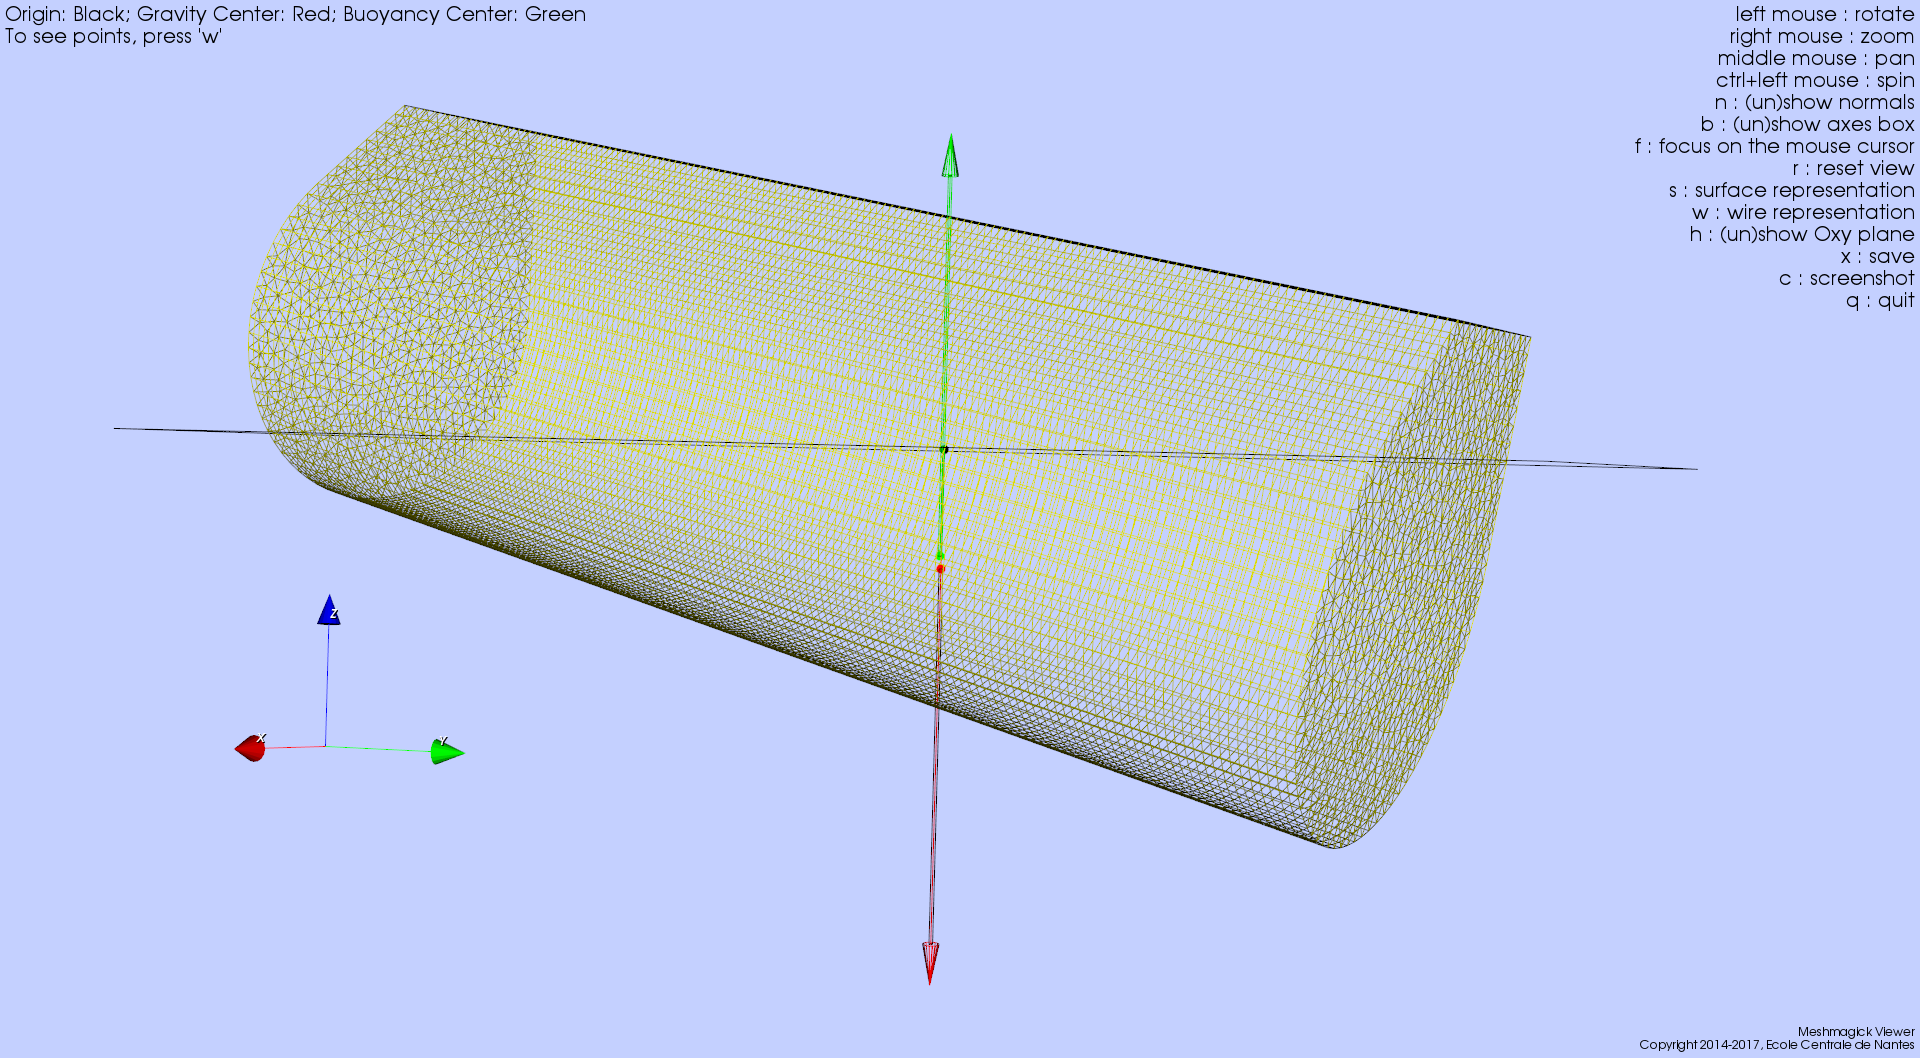 Origin: Black; Gravity Center: Red; Buoyancy Center: Green
To see points, press 'w'
left mouse : rotate
right mouse : zoom
middle mouse : pan
ctrl+left mouse : spin
n : (un)show normals
b : (un)show axes box
f : focus on the mouse cursor
r : reset view
s : surface representation
w : wire representation
h : (un)show Oxy plane
x : save
c : screenshot
q : quit
Z
X
Y
Meshmagick Viewer
Copyright 2014-2017, Ecole Centrale de Nantes